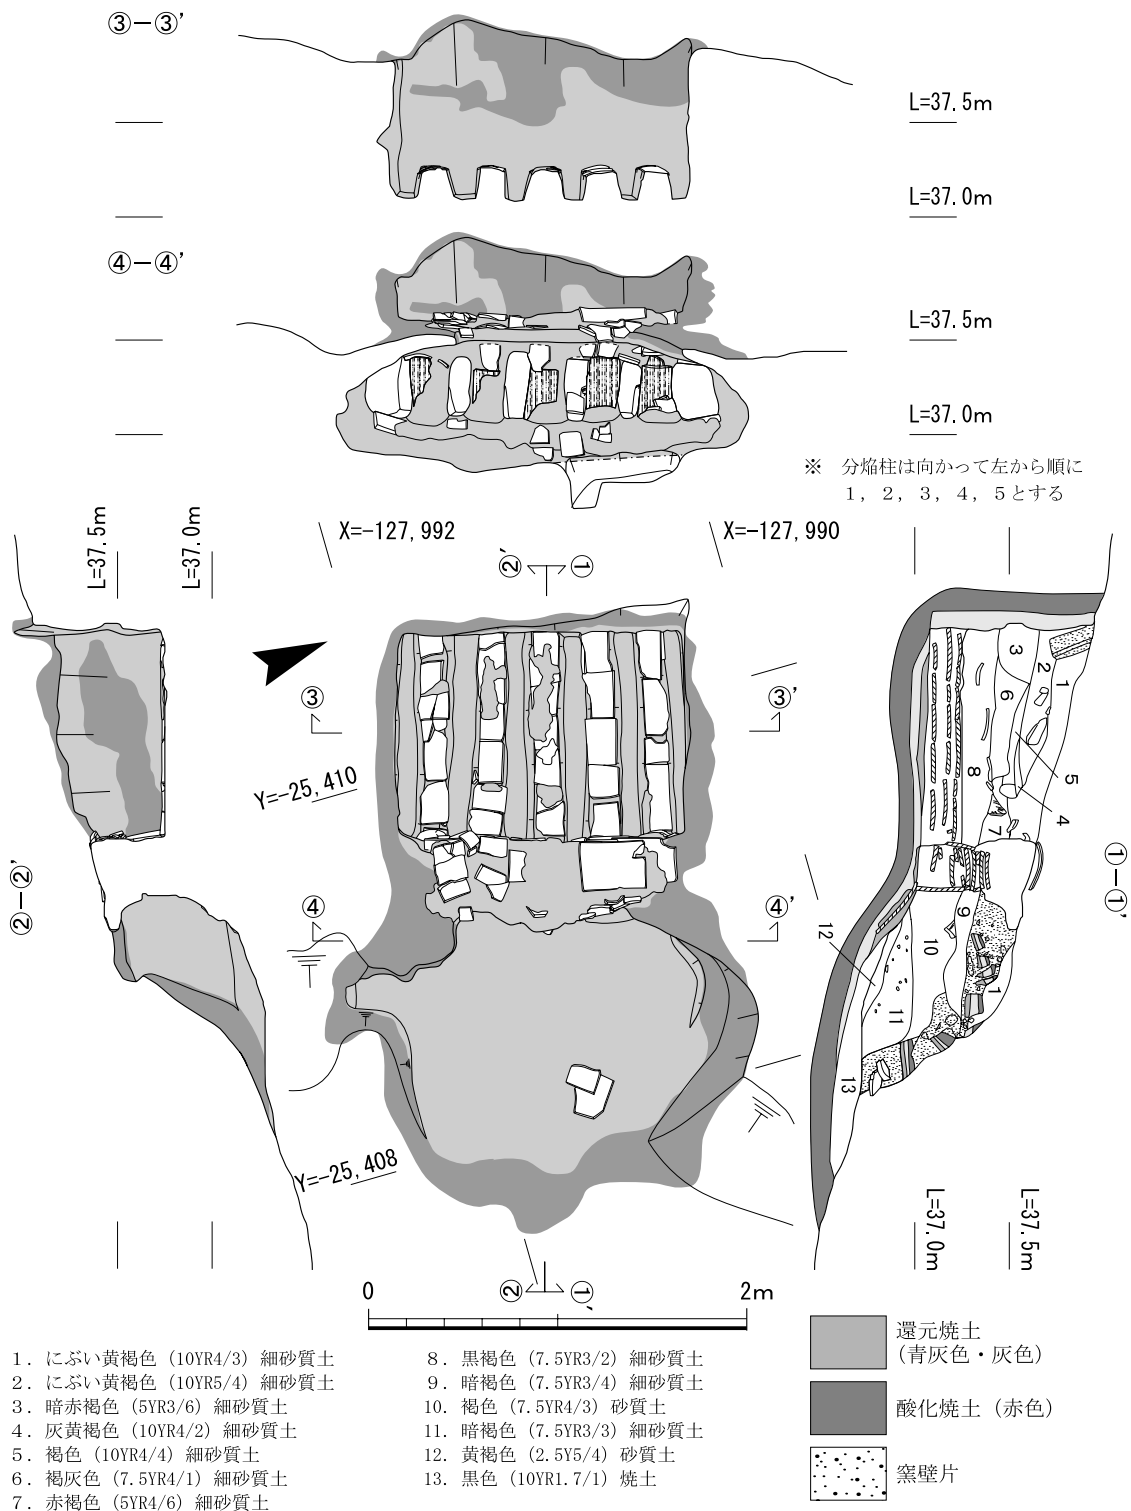 ③-③’
L=37.5m
L=37.0m
④-④’
L=37.5m
L=37.0m
※　分焔柱は向かって左から順に
１，２，３，４，５とする
L=37.5m
L=37.0m
X=-127,992
X=-127,990
②’ ①
③
③’
Y=-25,410
④
④’
②-②’
①-①’
3
2
1
6
5
4
8
7
9
12
10
1
11
13
Y=-25,408
L=37.0m
L=37.5m
② ①’
0
2m
還元焼土
（青灰色・灰色）
酸化焼土（赤色）
窯壁片
1．にぶい黄褐色（10YR4/3）細砂質土
2．にぶい黄褐色（10YR5/4）細砂質土
3．暗赤褐色（5YR3/6）細砂質土
4．灰黄褐色（10YR4/2）細砂質土
5．褐色（10YR4/4）細砂質土
6．褐灰色（7.5YR4/1）細砂質土
7．赤褐色（5YR4/6）細砂質土
8．黒褐色（7.5YR3/2）細砂質土
9．暗褐色（7.5YR3/4）細砂質土
10．褐色（7.5YR4/3）砂質土
11．暗褐色（7.5YR3/3）細砂質土
12．黄褐色（2.5Y5/4）砂質土
13．黒色（10YR1.7/1）焼土